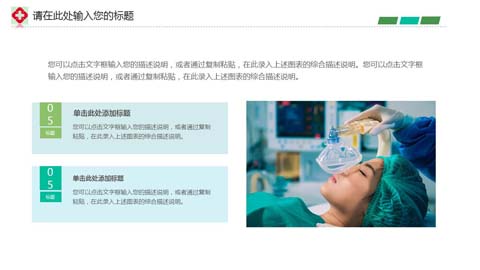 请在此处输入您的标题
您可以点击文字框输入您的描述说明，或者通过复制粘贴，在此录入上述图表的综合描述说明。您可以点击文字框
输入您的描述说明，或者通过复制粘贴，在此录入上述图表的综合描述说明。
0
5
标题
单击此处添加标题
您可以点击文字框输入您的描述说明，或者通过复制
粘贴，在此录入上述图表的综合描述说明。
0
5
标题
单击此处添加标题
您可以点击文字框输入您的描述说明，或者通过复制
粘贴，在此录入上述图表的综合描述说明。